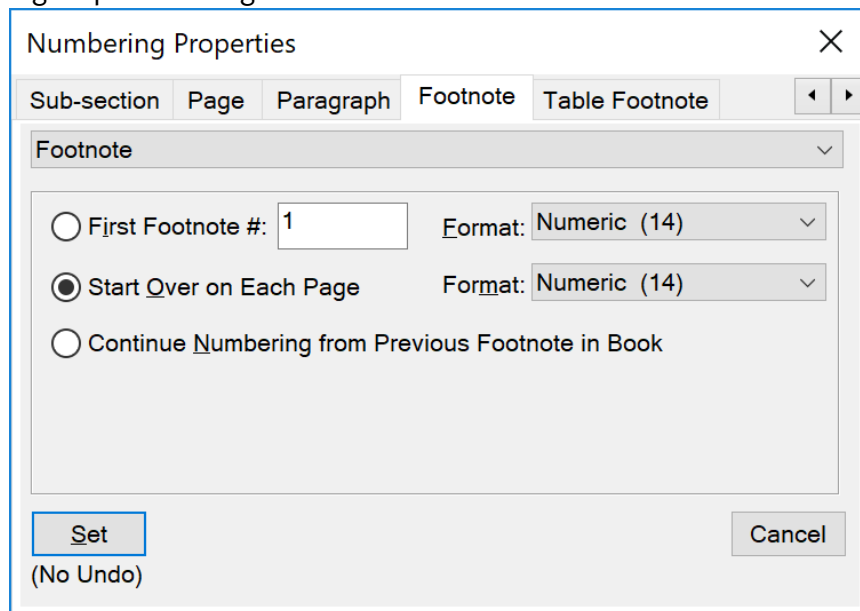 Numbering Properties
Sub-section Page Paragraph Footnote Table Footnote
Footnote
First Footnote #: 1 Format: Numeric (14)
Start Over on Each Page Format: Numeric (14)
Continue Numbering from Previous Footnote in Book
Set Cancel
(No Undo)